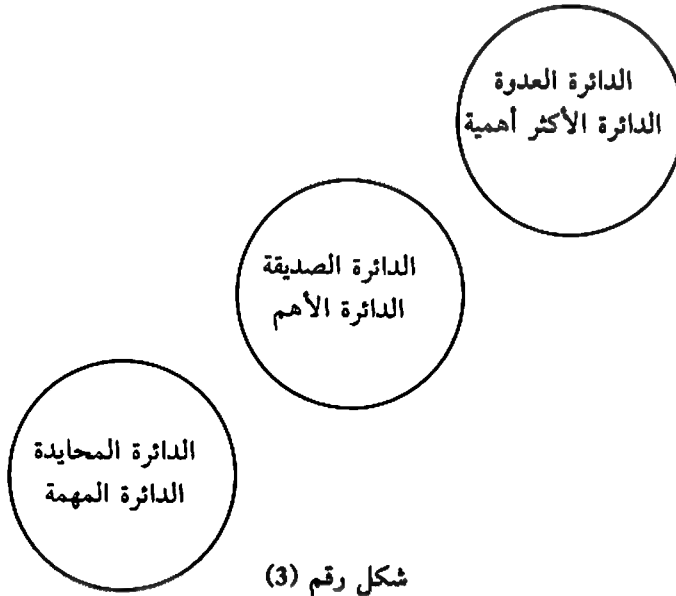 الدائرة العدوة
الدائرة الأكثر أهمية
الدائرة الصديقة
الدائرة الأهم
الدائرة المحايدة
الدائرة المهمة
شكل رقم (3)